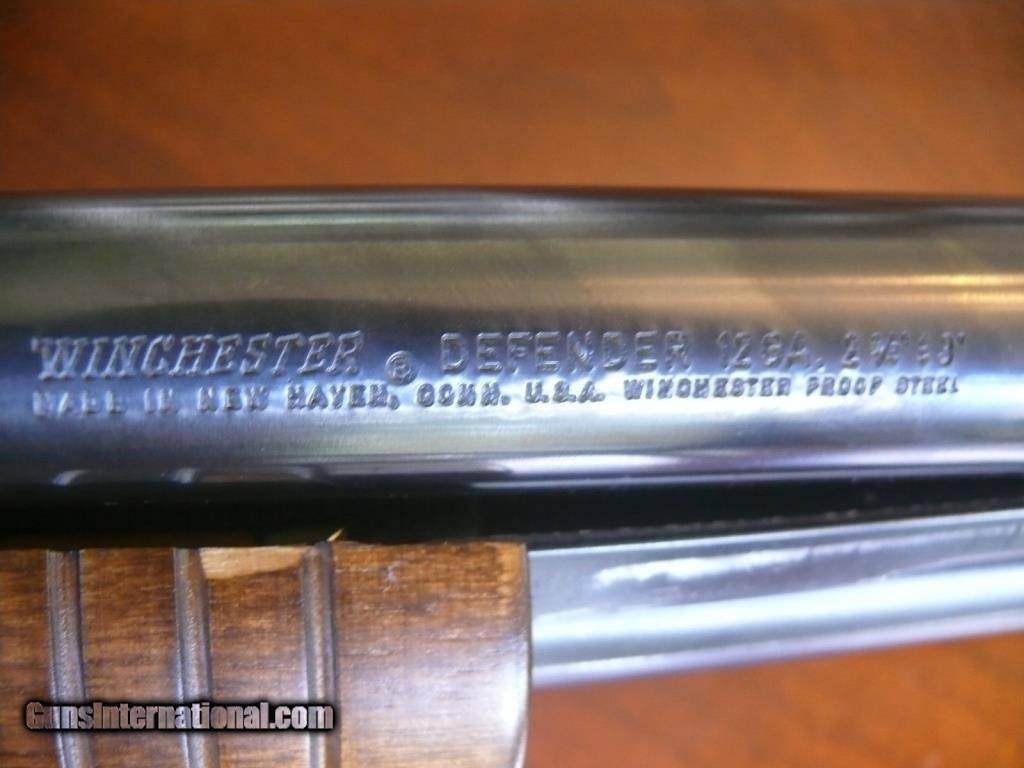 WINCHESTER ® DEFENDER 12GA. 2¾" & 3"
MADE IN NEW HAVEN, CONN. U.S.A. WINCHESTER PROOF STEEL
GunsInternational.com